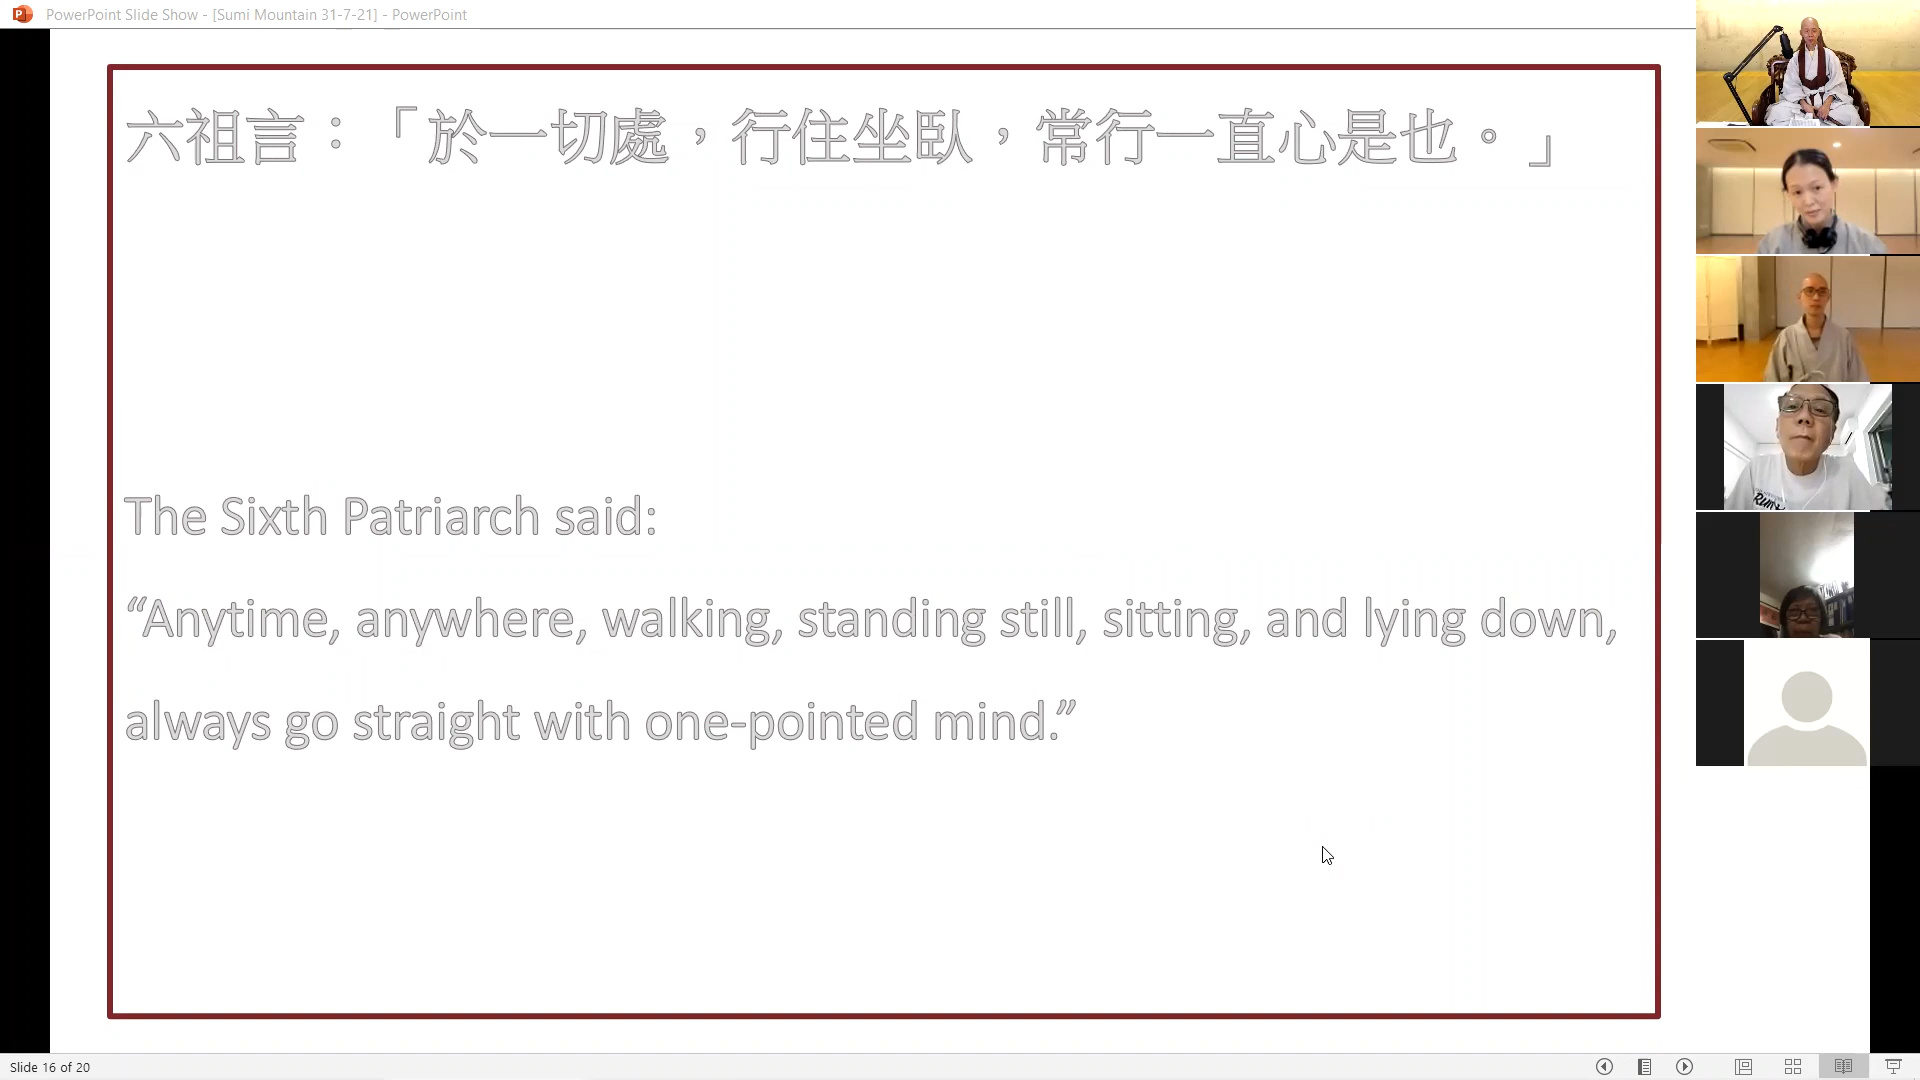 PowerPoint Slide Show - [Sumi Mountain 31-7-21] - PowerPoint
六祖言：「於一切處，行住坐臥，常行一直心是也。」
The Sixth Patriarch said:
“Anytime, anywhere, walking, standing still, sitting, and lying down,
always go straight with one-pointed mind.”
Slide 16 of 20